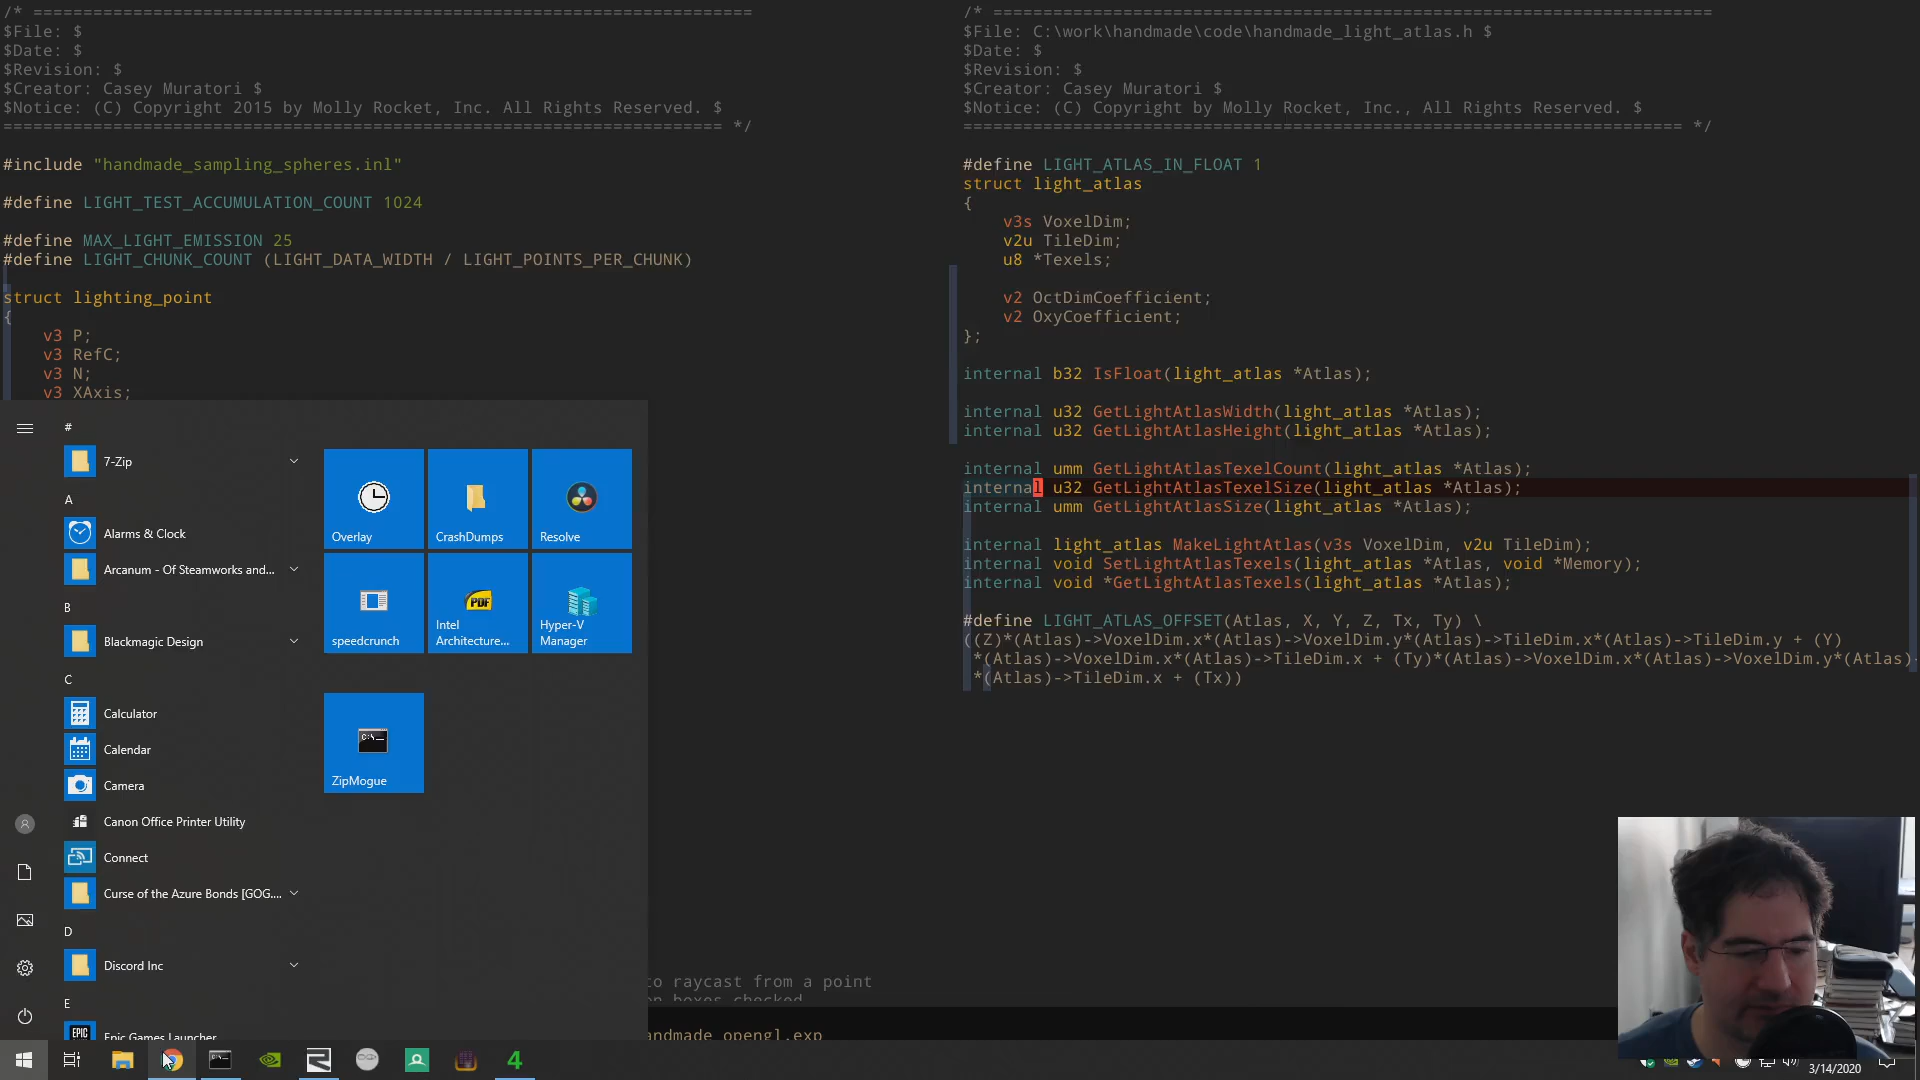 /* ========================================================================
$File: $
$Date: $
$Revision: $
$Creator: Casey Muratori $
$Notice: (C) Copyright 2015 by Molly Rocket, Inc. All Rights Reserved. $
======================================================================== */
#include "handmade_sampling_spheres.inl"
#define LIGHT_TEST_ACCUMULATION_COUNT 1024
#define MAX_LIGHT_EMISSION 25
#define LIGHT_CHUNK_COUNT (LIGHT_DATA_WIDTH / LIGHT_POINTS_PER_CHUNK)
struct lighting_point
{
v3 P;
v3 RefC;
v3 N;
v3 XAxis;
/* ========================================================================
$File: C:\work\handmade\code\handmade_light_atlas.h $
$Date: $
$Revision: $
$Creator: Casey Muratori $
$Notice: (C) Copyright by Molly Rocket, Inc., All Rights Reserved. $
======================================================================== */
#define LIGHT_ATLAS_IN_FLOAT 1
struct light_atlas
{
v3s VoxelDim;
v2u TileDim;
u8 *Texels;
v2 OctDimCoefficient;
v2 OxyCoefficient;
};
internal b32 IsFloat(light_atlas *Atlas);
internal u32 GetLightAtlasWidth(light_atlas *Atlas);
internal u32 GetLightAtlasHeight(light_atlas *Atlas);
internal umm GetLightAtlasTexelCount(light_atlas *Atlas);
internal u32 GetLightAtlasTexelSize(light_atlas *Atlas);
internal umm GetLightAtlasSize(light_atlas *Atlas);
internal light_atlas MakeLightAtlas(v3s VoxelDim, v2u TileDim);
internal void SetLightAtlasTexels(light_atlas *Atlas, void *Memory);
internal void *GetLightAtlasTexels(light_atlas *Atlas);
#define LIGHT_ATLAS_OFFSET(Atlas, X, Y, Z, Tx, Ty) \
((Z)*(Atlas)->VoxelDim.x*(Atlas)->VoxelDim.y*(Atlas)->TileDim.x*(Atlas)->TileDim.y + (Y)
*(Atlas)->VoxelDim.x*(Atlas)->TileDim.x + (Ty)*(Atlas)->VoxelDim.x*(Atlas)->VoxelDim.y*(Atlas)-
*(Atlas)->TileDim.x + (Tx))
#
7-Zip
A
Alarms & Clock
Arcanum - Of Steamworks and...
B
Blackmagic Design
C
Calculator
Calendar
Camera
Canon Office Printer Utility
Connect
Curse of the Azure Bonds [GOG....
D
Discord Inc
E
EPIC
Epic Games Launcher
Overlay
CrashDumps
Resolve
speedcrunch
PDF
Intel
Architecture...
Hyper-V
Manager
C:\_
ZipMogue
to raycast from a point
on boxes checked
andmade_opengl.exp
4
3/14/2020